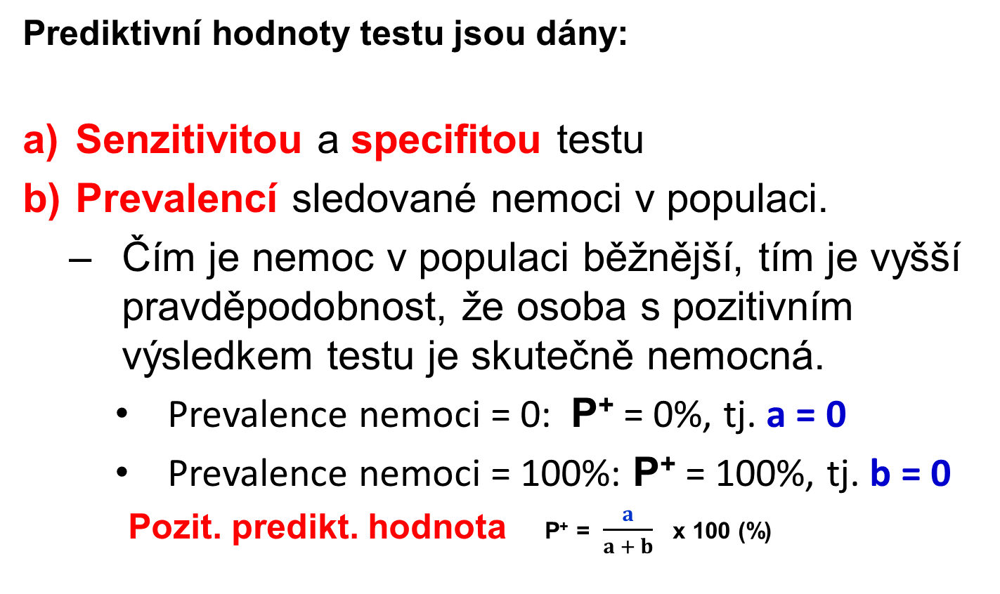 Prediktivní hodnoty testu jsou dány:
a) Senzitivitou a specifitou testu
b) Prevalencí sledované nemoci v populaci.
– Čím je nemoc v populaci běžnější, tím je vyšší
pravděpodobnost, že osoba s pozitivním
výsledkem testu je skutečně nemocná.
• Prevalence nemoci = 0: P⁺ = 0%, tj. a = 0
• Prevalence nemoci = 100%: P⁺ = 100%, tj. b = 0
Pozit. predikt. hodnota P⁺ = a / a + b x 100 (%)